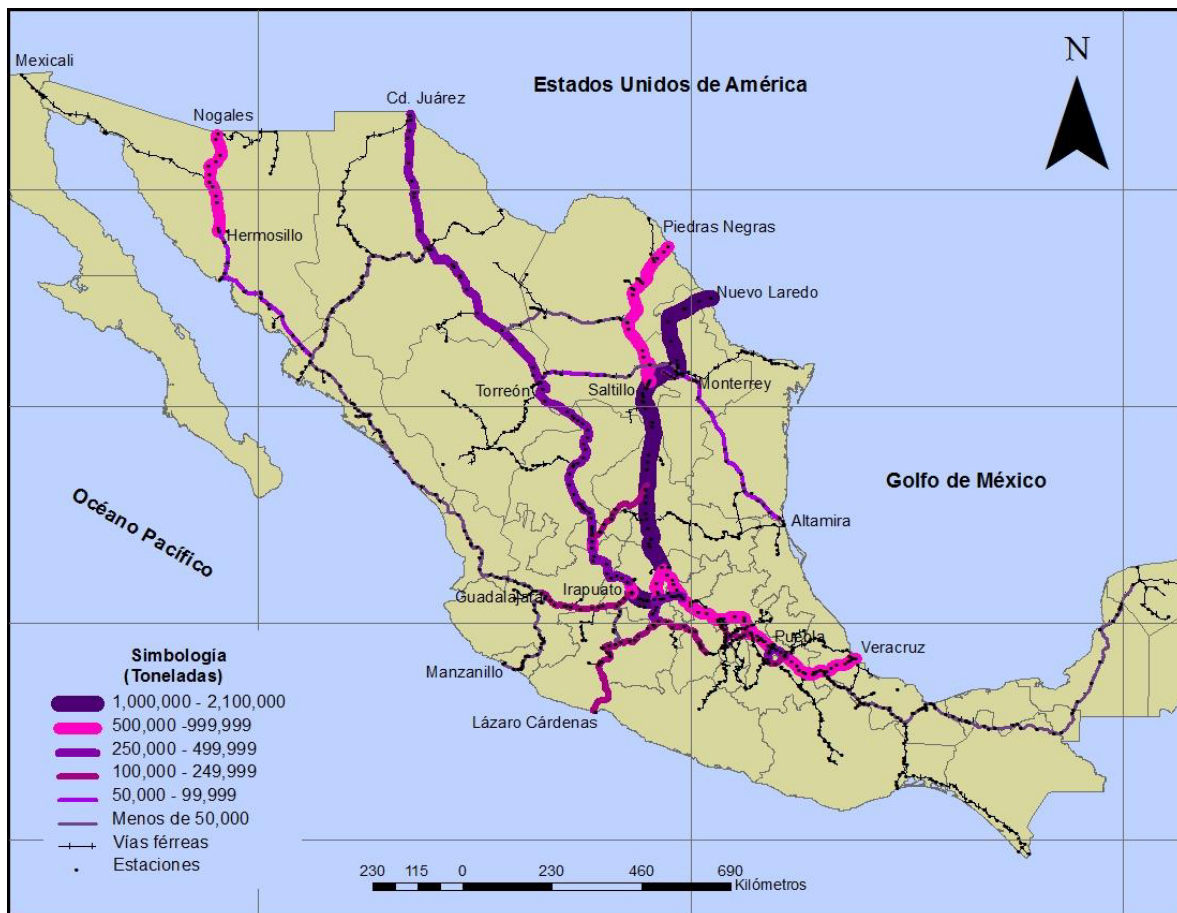 Mexicali
Estados Unidos de América
N
Nogales
Cd. Juárez
Hermosillo
Piedras Negras
Nuevo Laredo
Torreón
Saltillo
Monterrey
Golfo de México
Océano Pacífico
Altamira
Guadalajara
Irapuato
Puebla
Veracruz
Manzanillo
Lázaro Cárdenas
Simbología
(Toneladas)
1,000,000 - 2,100,000
500,000 -999,999
250,000 - 499,999
100,000 - 249,999
50,000 - 99,999
Menos de 50,000
Vías férreas
Estaciones
230 115 0 230 460 690
Kilómetros